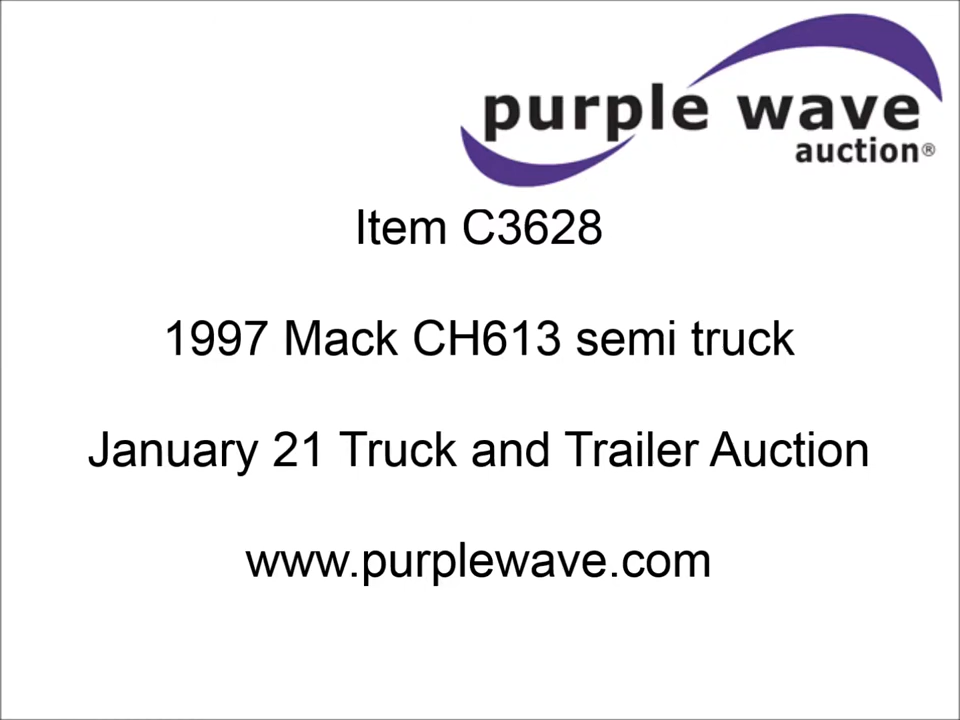 purple wave
auction®
Item C3628
1997 Mack CH613 semi truck
January 21 Truck and Trailer Auction
www.purplewave.com